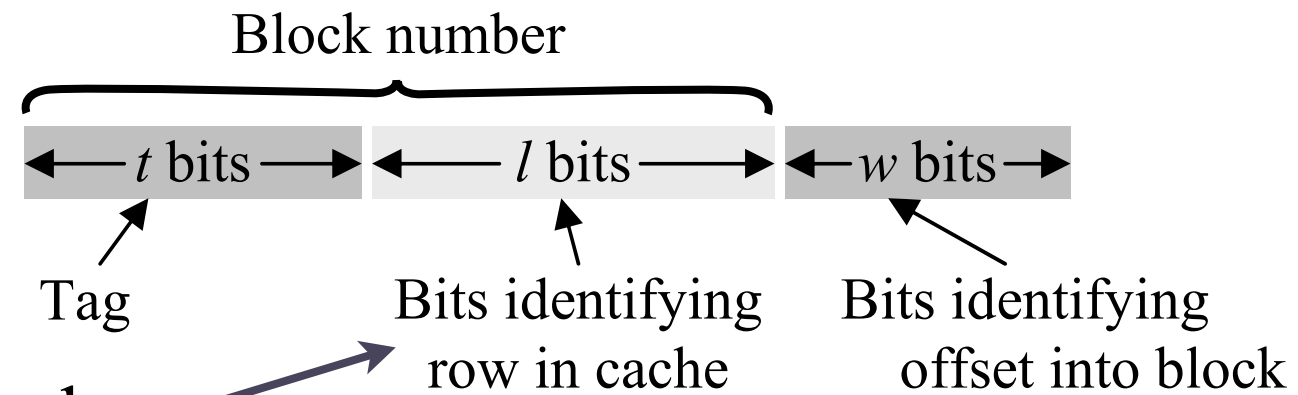 Block number
t bits l bits w bits
Tag
Bits identifying
row in cache
Bits identifying
offset into block